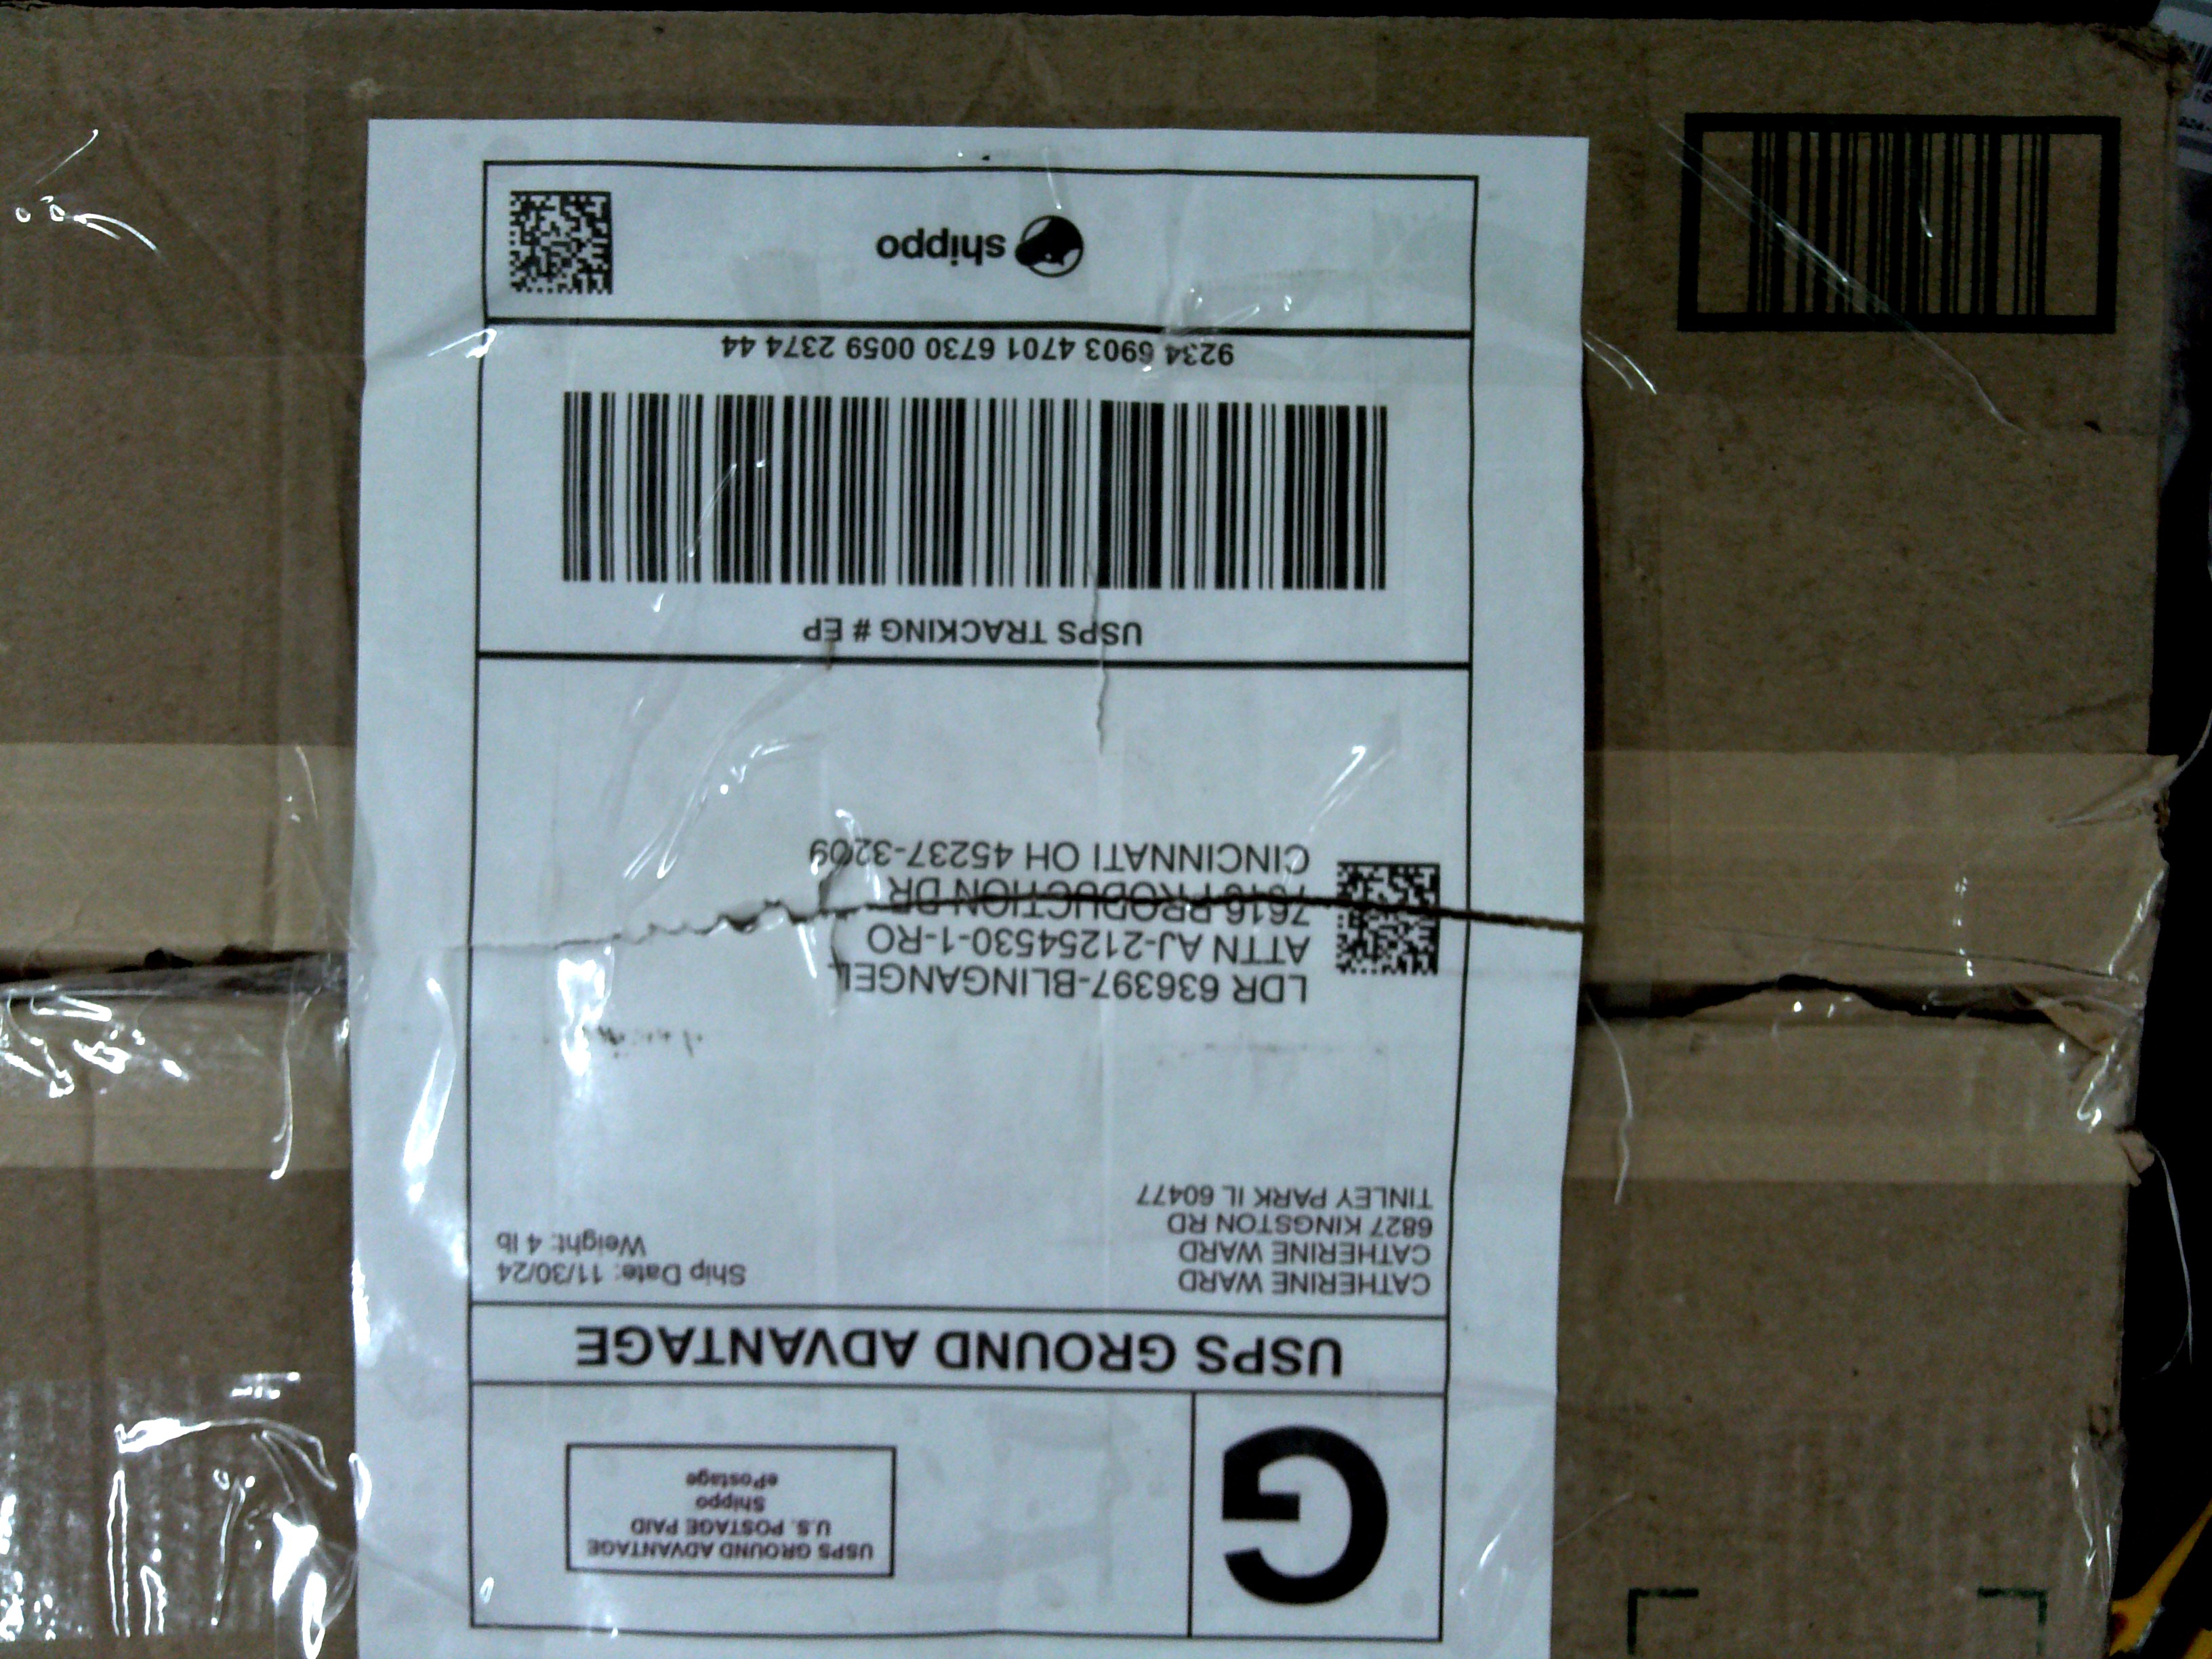 G
USPS GROUND ADVANTAGE
U.S. POSTAGE PAID
Shippo
ePostage
USPS GROUND ADVANTAGE
CATHERINE WARD
CATHERINE WARD
6827 KINGSTON RD
TINLEY PARK IL 60477
Ship Date: 11/30/24
Weight: 4 lb
LDR 636397-BLINGANGEL
ATTN AJ-21254530-1-RO
7616 PRODUCTION DR
CINCINNATI OH 45237-3209
USPS TRACKING # EP
9234 6903 4701 6730 0059 2374 44
shippo